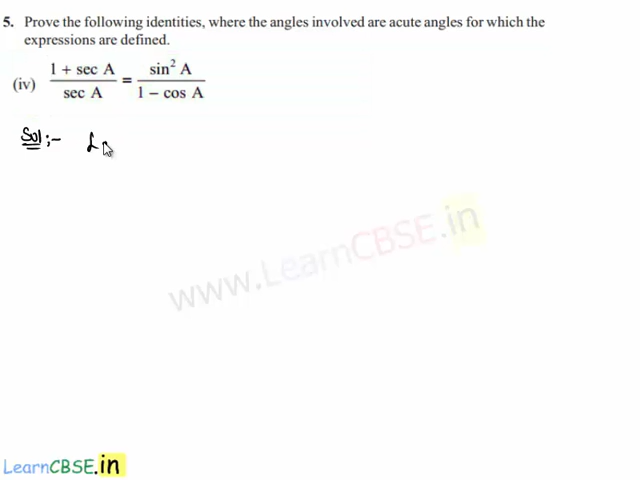 5. Prove the following identities, where the angles involved are acute angles for which the
expressions are defined.
(iv) (1 + sec A)/(sec A) = (sin² A)/(1 − cos A)
Sol:-
www.LearnCBSE.in
LearnCBSE.in